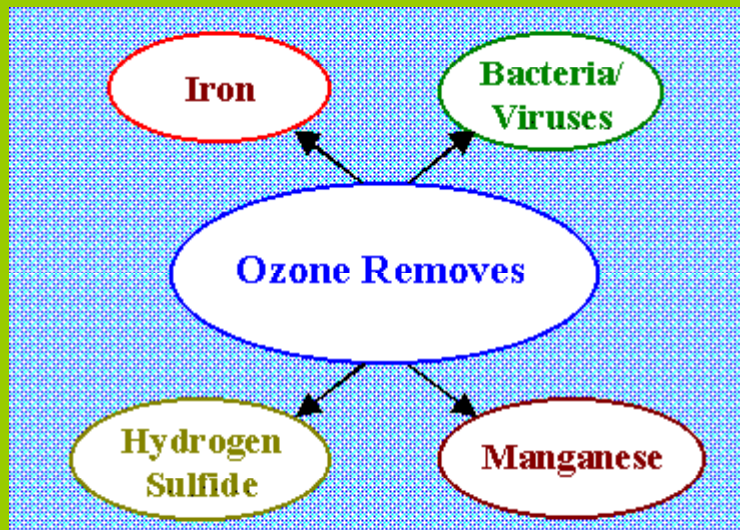 Iron
Bacteria/
Viruses
Ozone Removes
Hydrogen
Sulfide
Manganese